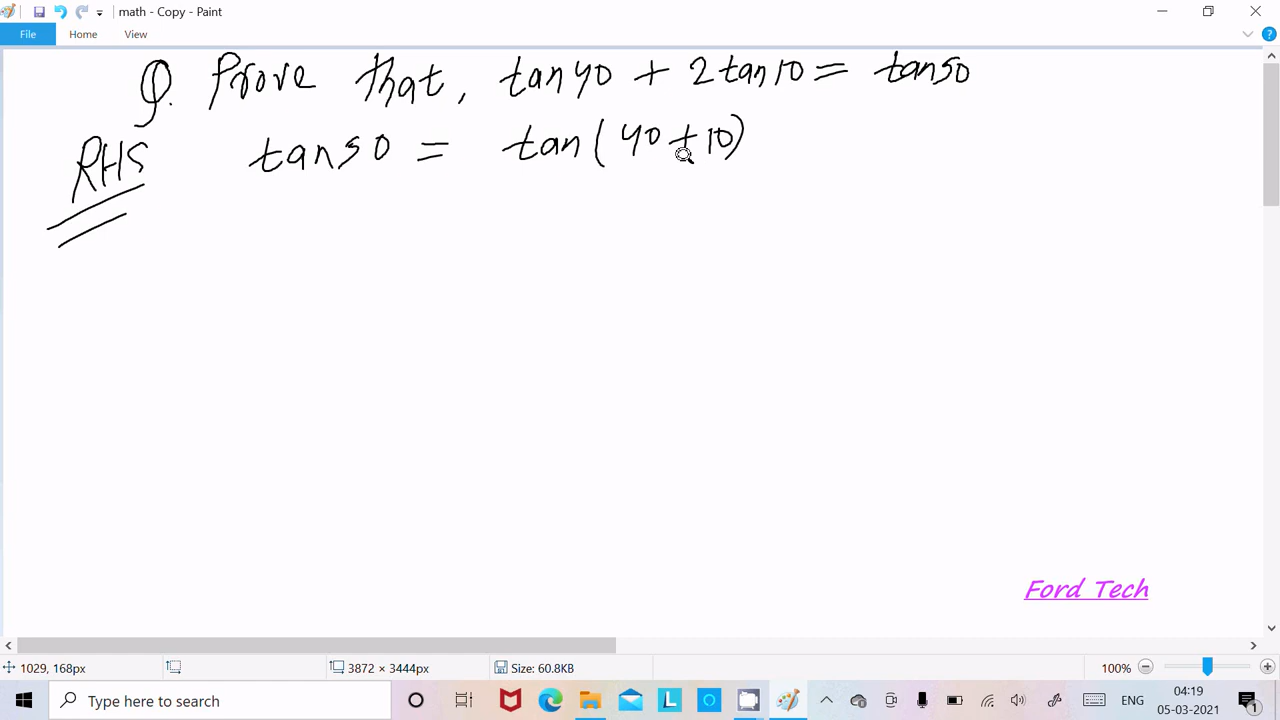 math - Copy - Paint
File Home View
Q. Prove that, tan40 + 2tan10 = tan50
RHS tan50 = tan(40+10)
Ford Tech
1029, 168px 3872 × 3444px Size: 60.8KB 100%
Type here to search
ENG
04:19
05-03-2021